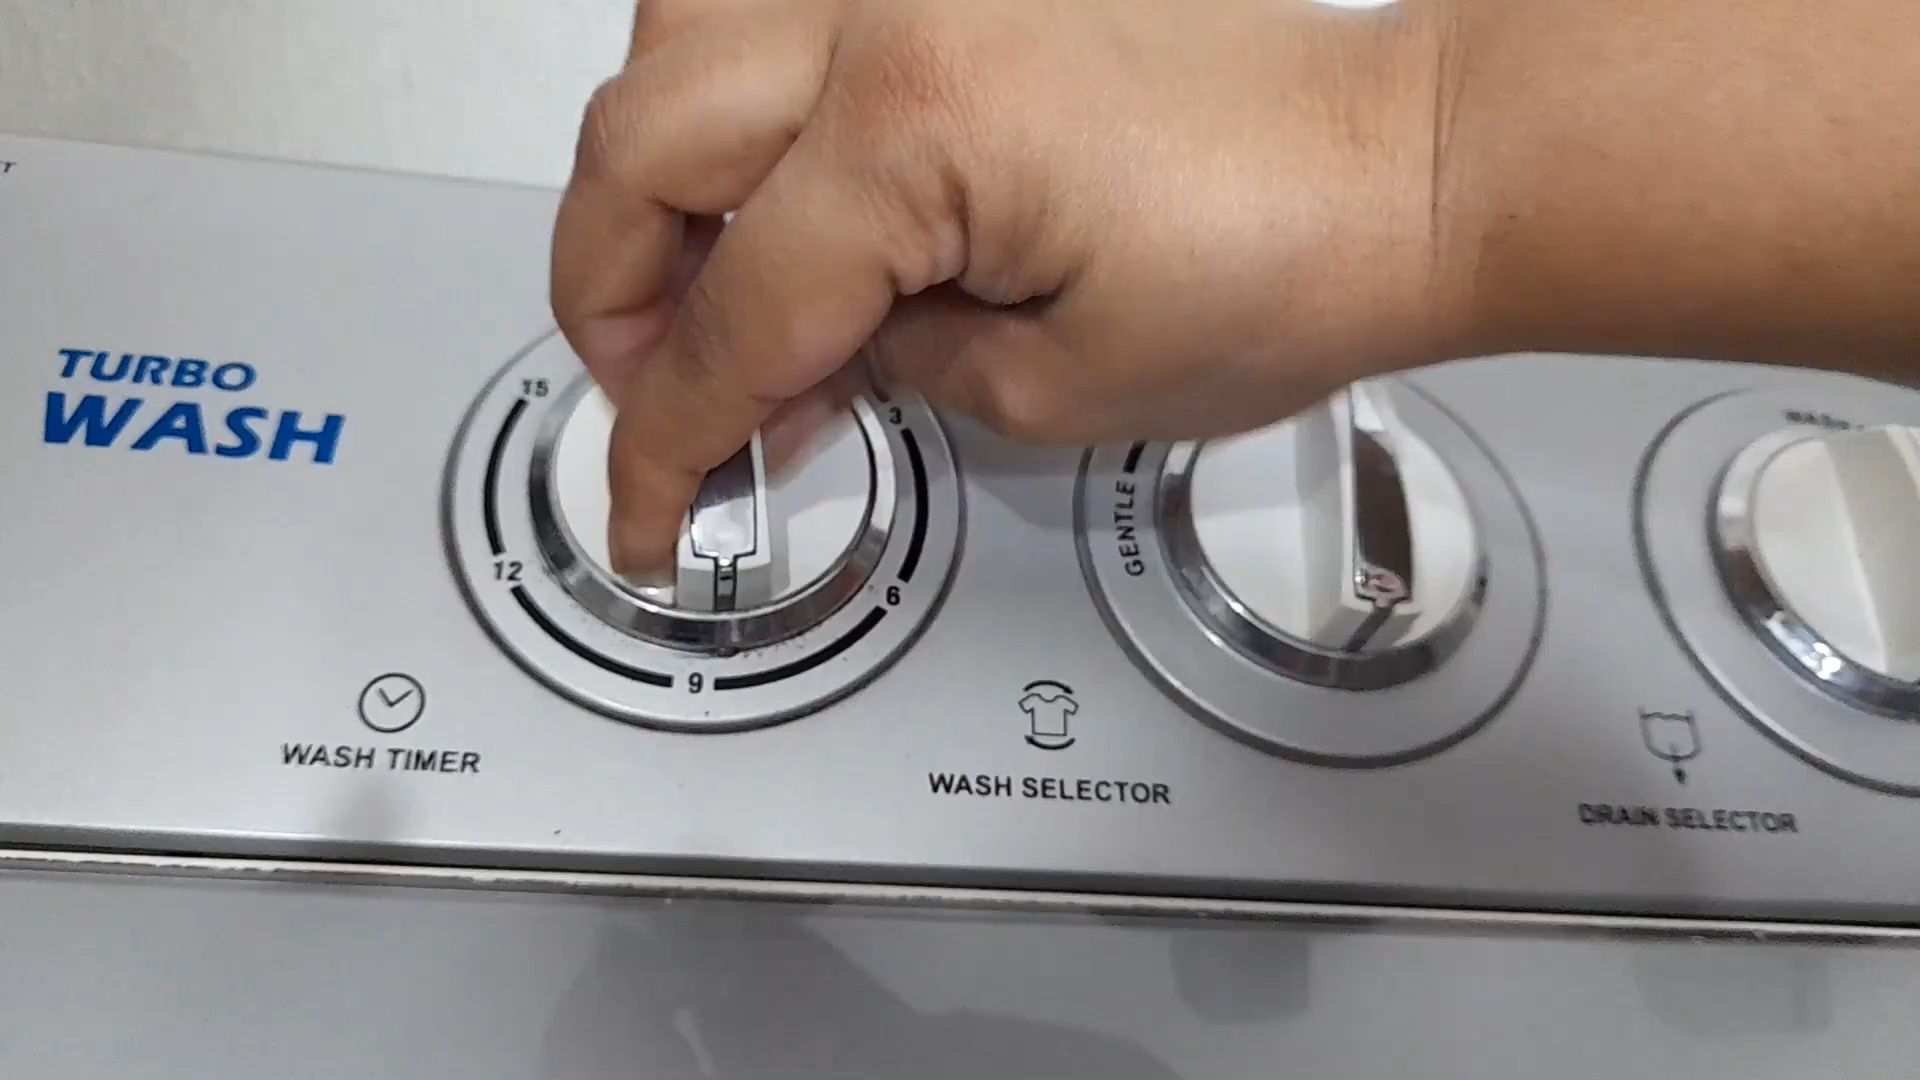 TURBO
WASH
15
3
12
6
9
WASH TIMER
GENTLE
WASH SELECTOR
DRAIN SELECTOR